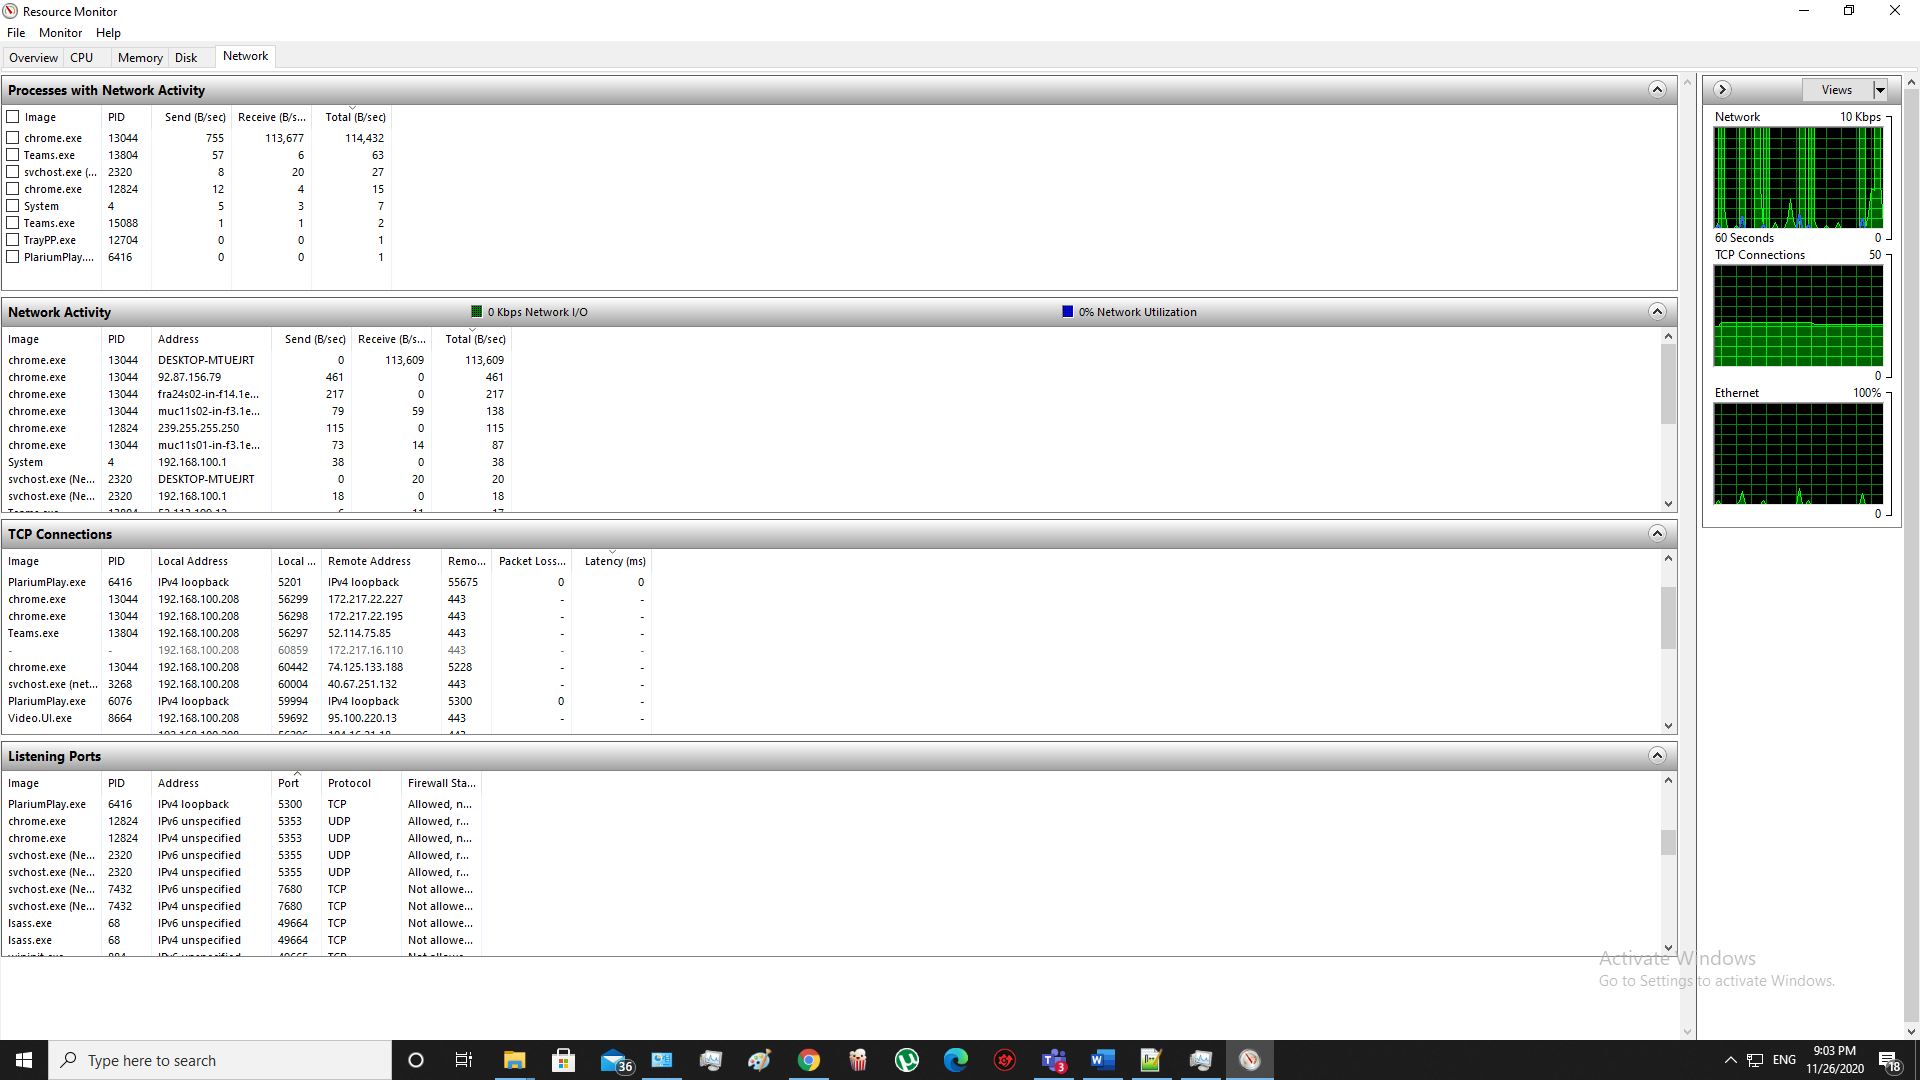 Resource Monitor
File Monitor Help
Overview CPU Memory Disk Network
Processes with Network Activity
Image PID Send (B/sec) Receive (B/s... Total (B/sec)
chrome.exe 13044 755 113,677 114,432
Teams.exe 13804 57 6 63
svchost.exe (... 2320 8 20 27
chrome.exe 12824 12 4 15
System 4 5 3 7
Teams.exe 15088 1 1 2
TrayPP.exe 12704 0 0 1
PlariumPlay.... 6416 0 0 1
Network Activity 0 Kbps Network I/O 0% Network Utilization
Image PID Address Send (B/sec) Receive (B/s... Total (B/sec)
chrome.exe 13044 DESKTOP-MTUEJRT 0 113,609 113,609
chrome.exe 13044 92.87.156.79 461 0 461
chrome.exe 13044 fra24s02-in-f14.1e... 217 0 217
chrome.exe 13044 muc11s02-in-f3.1e... 79 59 138
chrome.exe 12824 239.255.255.250 115 0 115
chrome.exe 13044 muc11s01-in-f3.1e... 73 14 87
System 4 192.168.100.1 38 0 38
svchost.exe (Ne... 2320 DESKTOP-MTUEJRT 0 20 20
svchost.exe (Ne... 2320 192.168.100.1 18 0 18
TCP Connections
Image PID Local Address Local ... Remote Address Remo... Packet Loss... Latency (ms)
PlariumPlay.exe 6416 IPv4 loopback 5201 IPv4 loopback 55675 0 0
chrome.exe 13044 192.168.100.208 56299 172.217.22.227 443 - -
chrome.exe 13044 192.168.100.208 56298 172.217.22.195 443 - -
Teams.exe 13804 192.168.100.208 56297 52.114.75.85 443 - -
- - 192.168.100.208 60859 172.217.16.110 443 - -
chrome.exe 13044 192.168.100.208 60442 74.125.133.188 5228 - -
svchost.exe (net... 3268 192.168.100.208 60004 40.67.251.132 443 - -
PlariumPlay.exe 6076 IPv4 loopback 59994 IPv4 loopback 5300 0 -
Video.UI.exe 8664 192.168.100.208 59692 95.100.220.13 443 - -
Listening Ports
Image PID Address Port Protocol Firewall Sta...
PlariumPlay.exe 6416 IPv4 loopback 5300 TCP Allowed, n...
chrome.exe 12824 IPv6 unspecified 5353 UDP Allowed, r...
chrome.exe 12824 IPv4 unspecified 5353 UDP Allowed, n...
svchost.exe (Ne... 2320 IPv6 unspecified 5355 UDP Allowed, r...
svchost.exe (Ne... 2320 IPv4 unspecified 5355 UDP Allowed, r...
svchost.exe (Ne... 7432 IPv6 unspecified 7680 TCP Not allowe...
svchost.exe (Ne... 7432 IPv4 unspecified 7680 TCP Not allowe...
lsass.exe 68 IPv6 unspecified 49664 TCP Not allowe...
lsass.exe 68 IPv4 unspecified 49664 TCP Not allowe...
Views
Network 10 Kbps
60 Seconds 0
TCP Connections 50
0
Ethernet 100%
0
Activate Windows
Go to Settings to activate Windows.
Type here to search
36
3
ENG
9:03 PM
11/26/2020
18